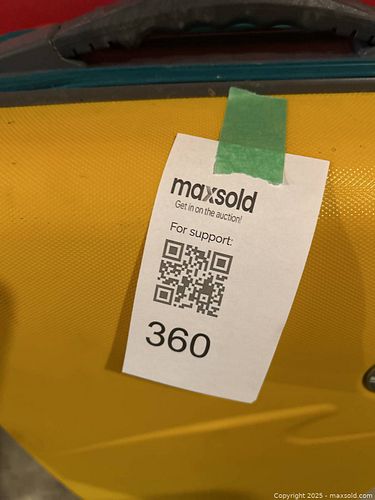 maxsold
Get in on the auction!
For support:
360
Copyright 2025 - maxsold.com